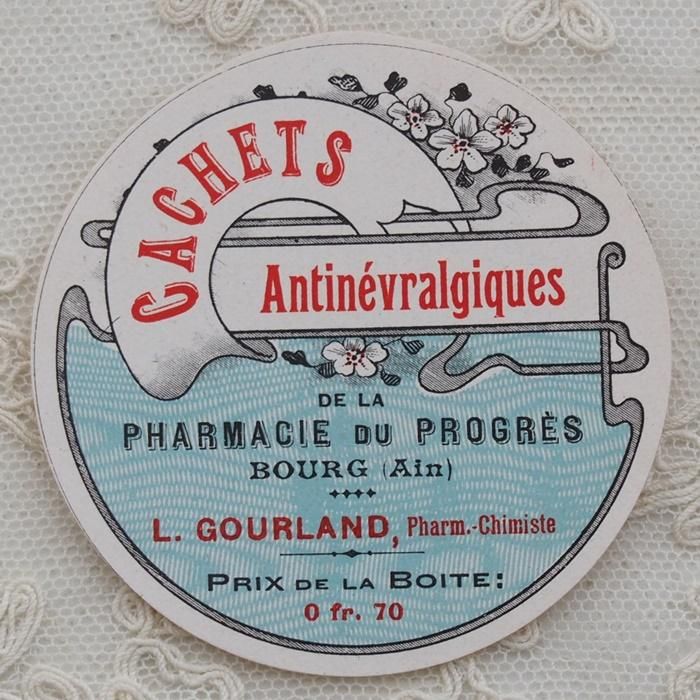 CACHETS
Antinévralgiques
DE LA
PHARMACIE DU PROGRÈS
BOURG (Ain)
L. GOURLAND, Pharm.-Chimiste
PRIX DE LA BOITE:
0 fr. 70